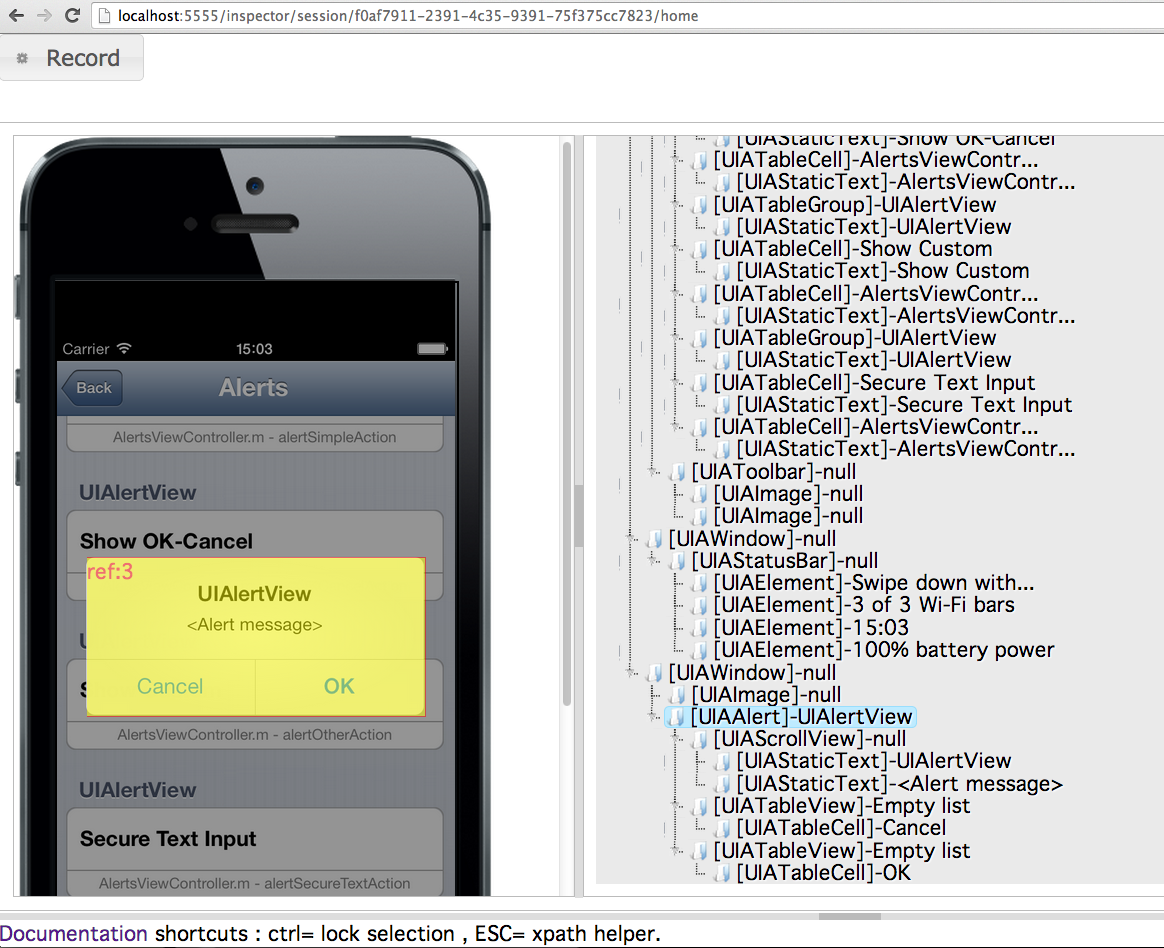 localhost:5555/inspector/session/f0af7911-2391-4c35-9391-75f375cc7823/home
Record
Carrier
15:03
Back
Alerts
AlertsViewController.m - alertSimpleAction
UIAlertView
Show OK-Cancel
ref:3
UIAlertView
<Alert message>
Cancel
OK
AlertsViewController.m - alertOtherAction
UIAlertView
Secure Text Input
AlertsViewController.m - alertSecureTextAction
[UIAStaticText]-Show OK-Cancel
[UIATableCell]-AlertsViewContr...
[UIAStaticText]-AlertsViewContr...
[UIATableGroup]-UIAlertView
[UIAStaticText]-UIAlertView
[UIATableCell]-Show Custom
[UIAStaticText]-Show Custom
[UIATableCell]-AlertsViewContr...
[UIAStaticText]-AlertsViewContr...
[UIATableGroup]-UIAlertView
[UIAStaticText]-UIAlertView
[UIATableCell]-Secure Text Input
[UIAStaticText]-Secure Text Input
[UIATableCell]-AlertsViewContr...
[UIAStaticText]-AlertsViewContr...
[UIAToolbar]-null
[UIAImage]-null
[UIAImage]-null
[UIAWindow]-null
[UIAStatusBar]-null
[UIAElement]-Swipe down with...
[UIAElement]-3 of 3 Wi-Fi bars
[UIAElement]-15:03
[UIAElement]-100% battery power
[UIAWindow]-null
[UIAImage]-null
[UIAAlert]-UIAlertView
[UIAScrollView]-null
[UIAStaticText]-UIAlertView
[UIAStaticText]-<Alert message>
[UIATableView]-Empty list
[UIATableCell]-Cancel
[UIATableView]-Empty list
[UIATableCell]-OK
Documentation shortcuts : ctrl= lock selection , ESC= xpath helper.